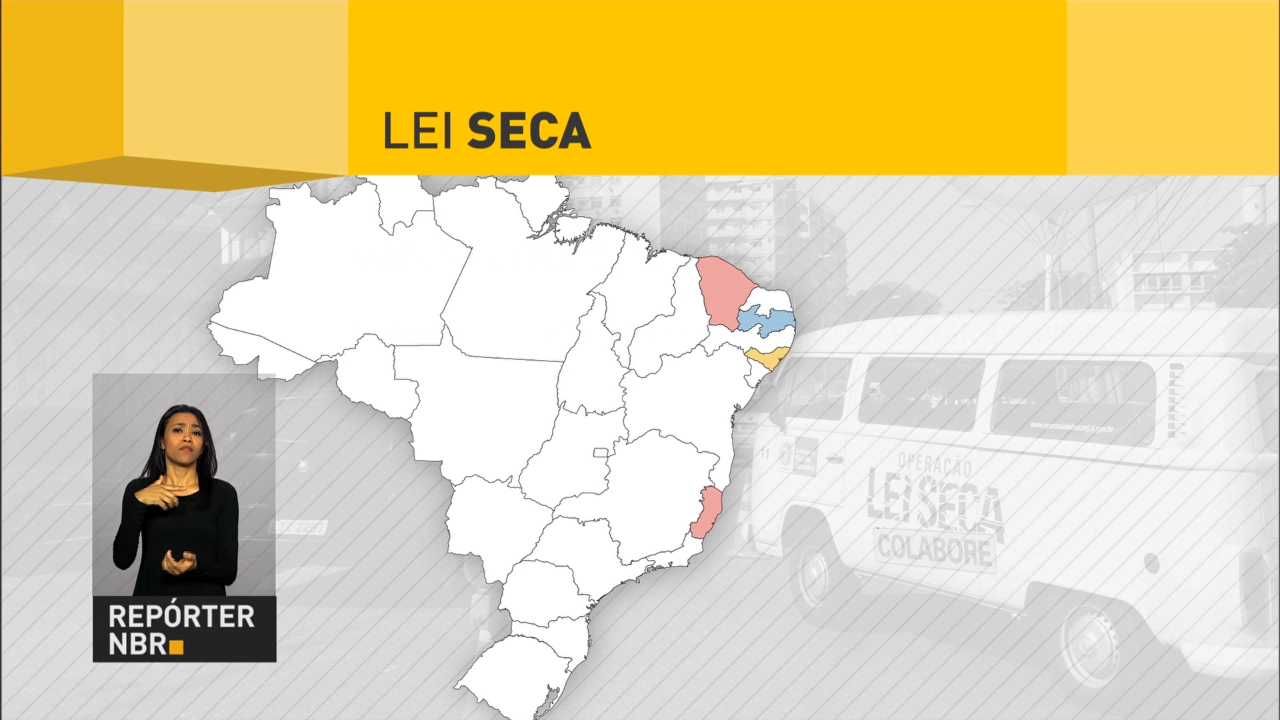 LEI SECA
OPERAÇÃO
LEI SECA
COLABORE
REPÓRTER
NBR